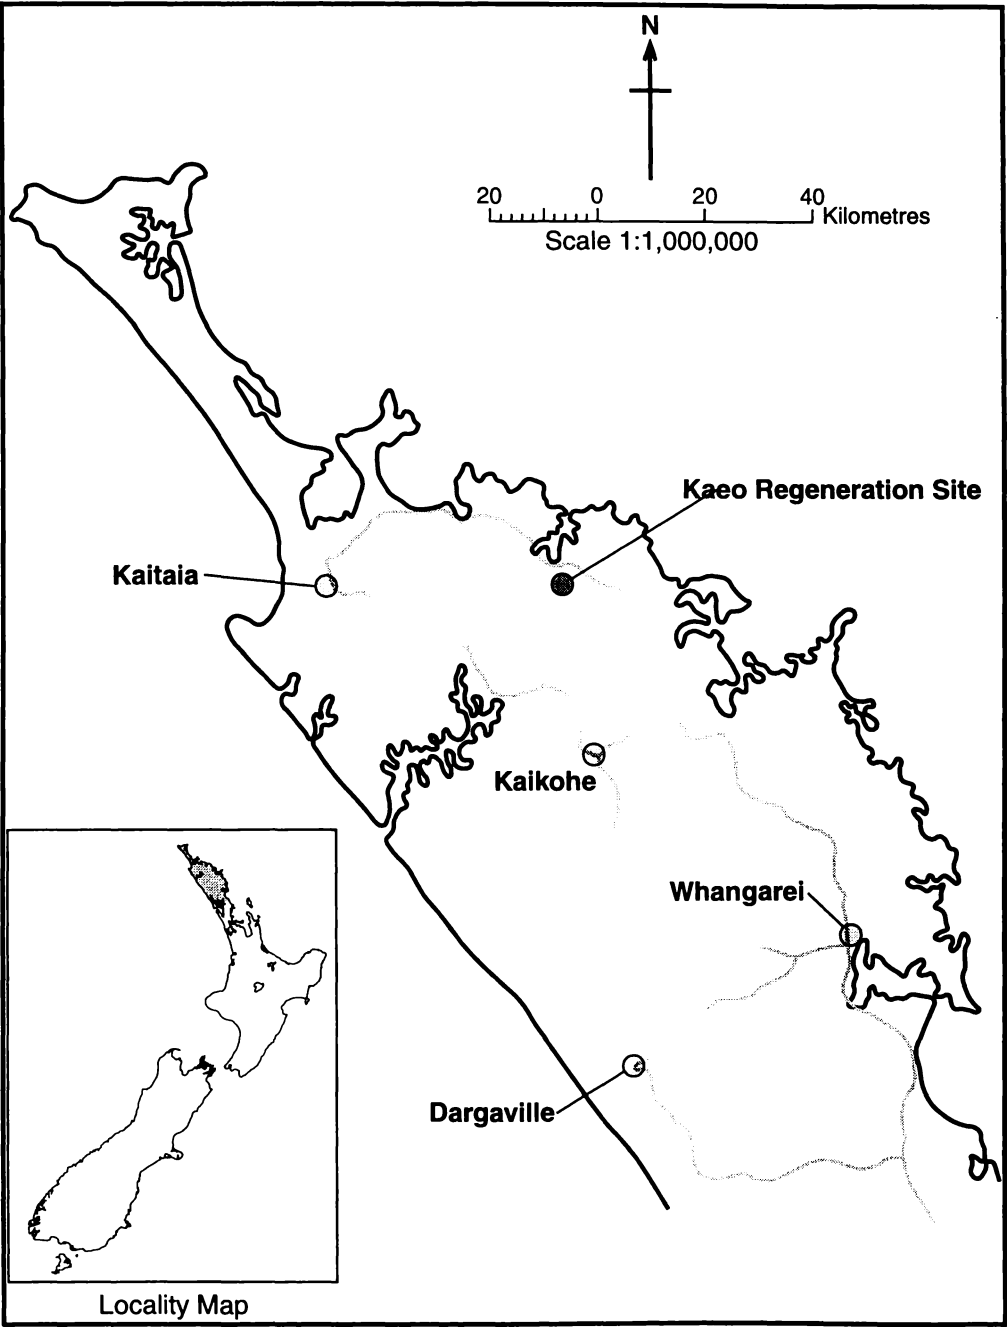 N
20 0 20 40 Kilometres
Scale 1:1,000,000
Kaeo Regeneration Site
Kaitaia
Kaikohe
Whangarei
Dargaville
Locality Map